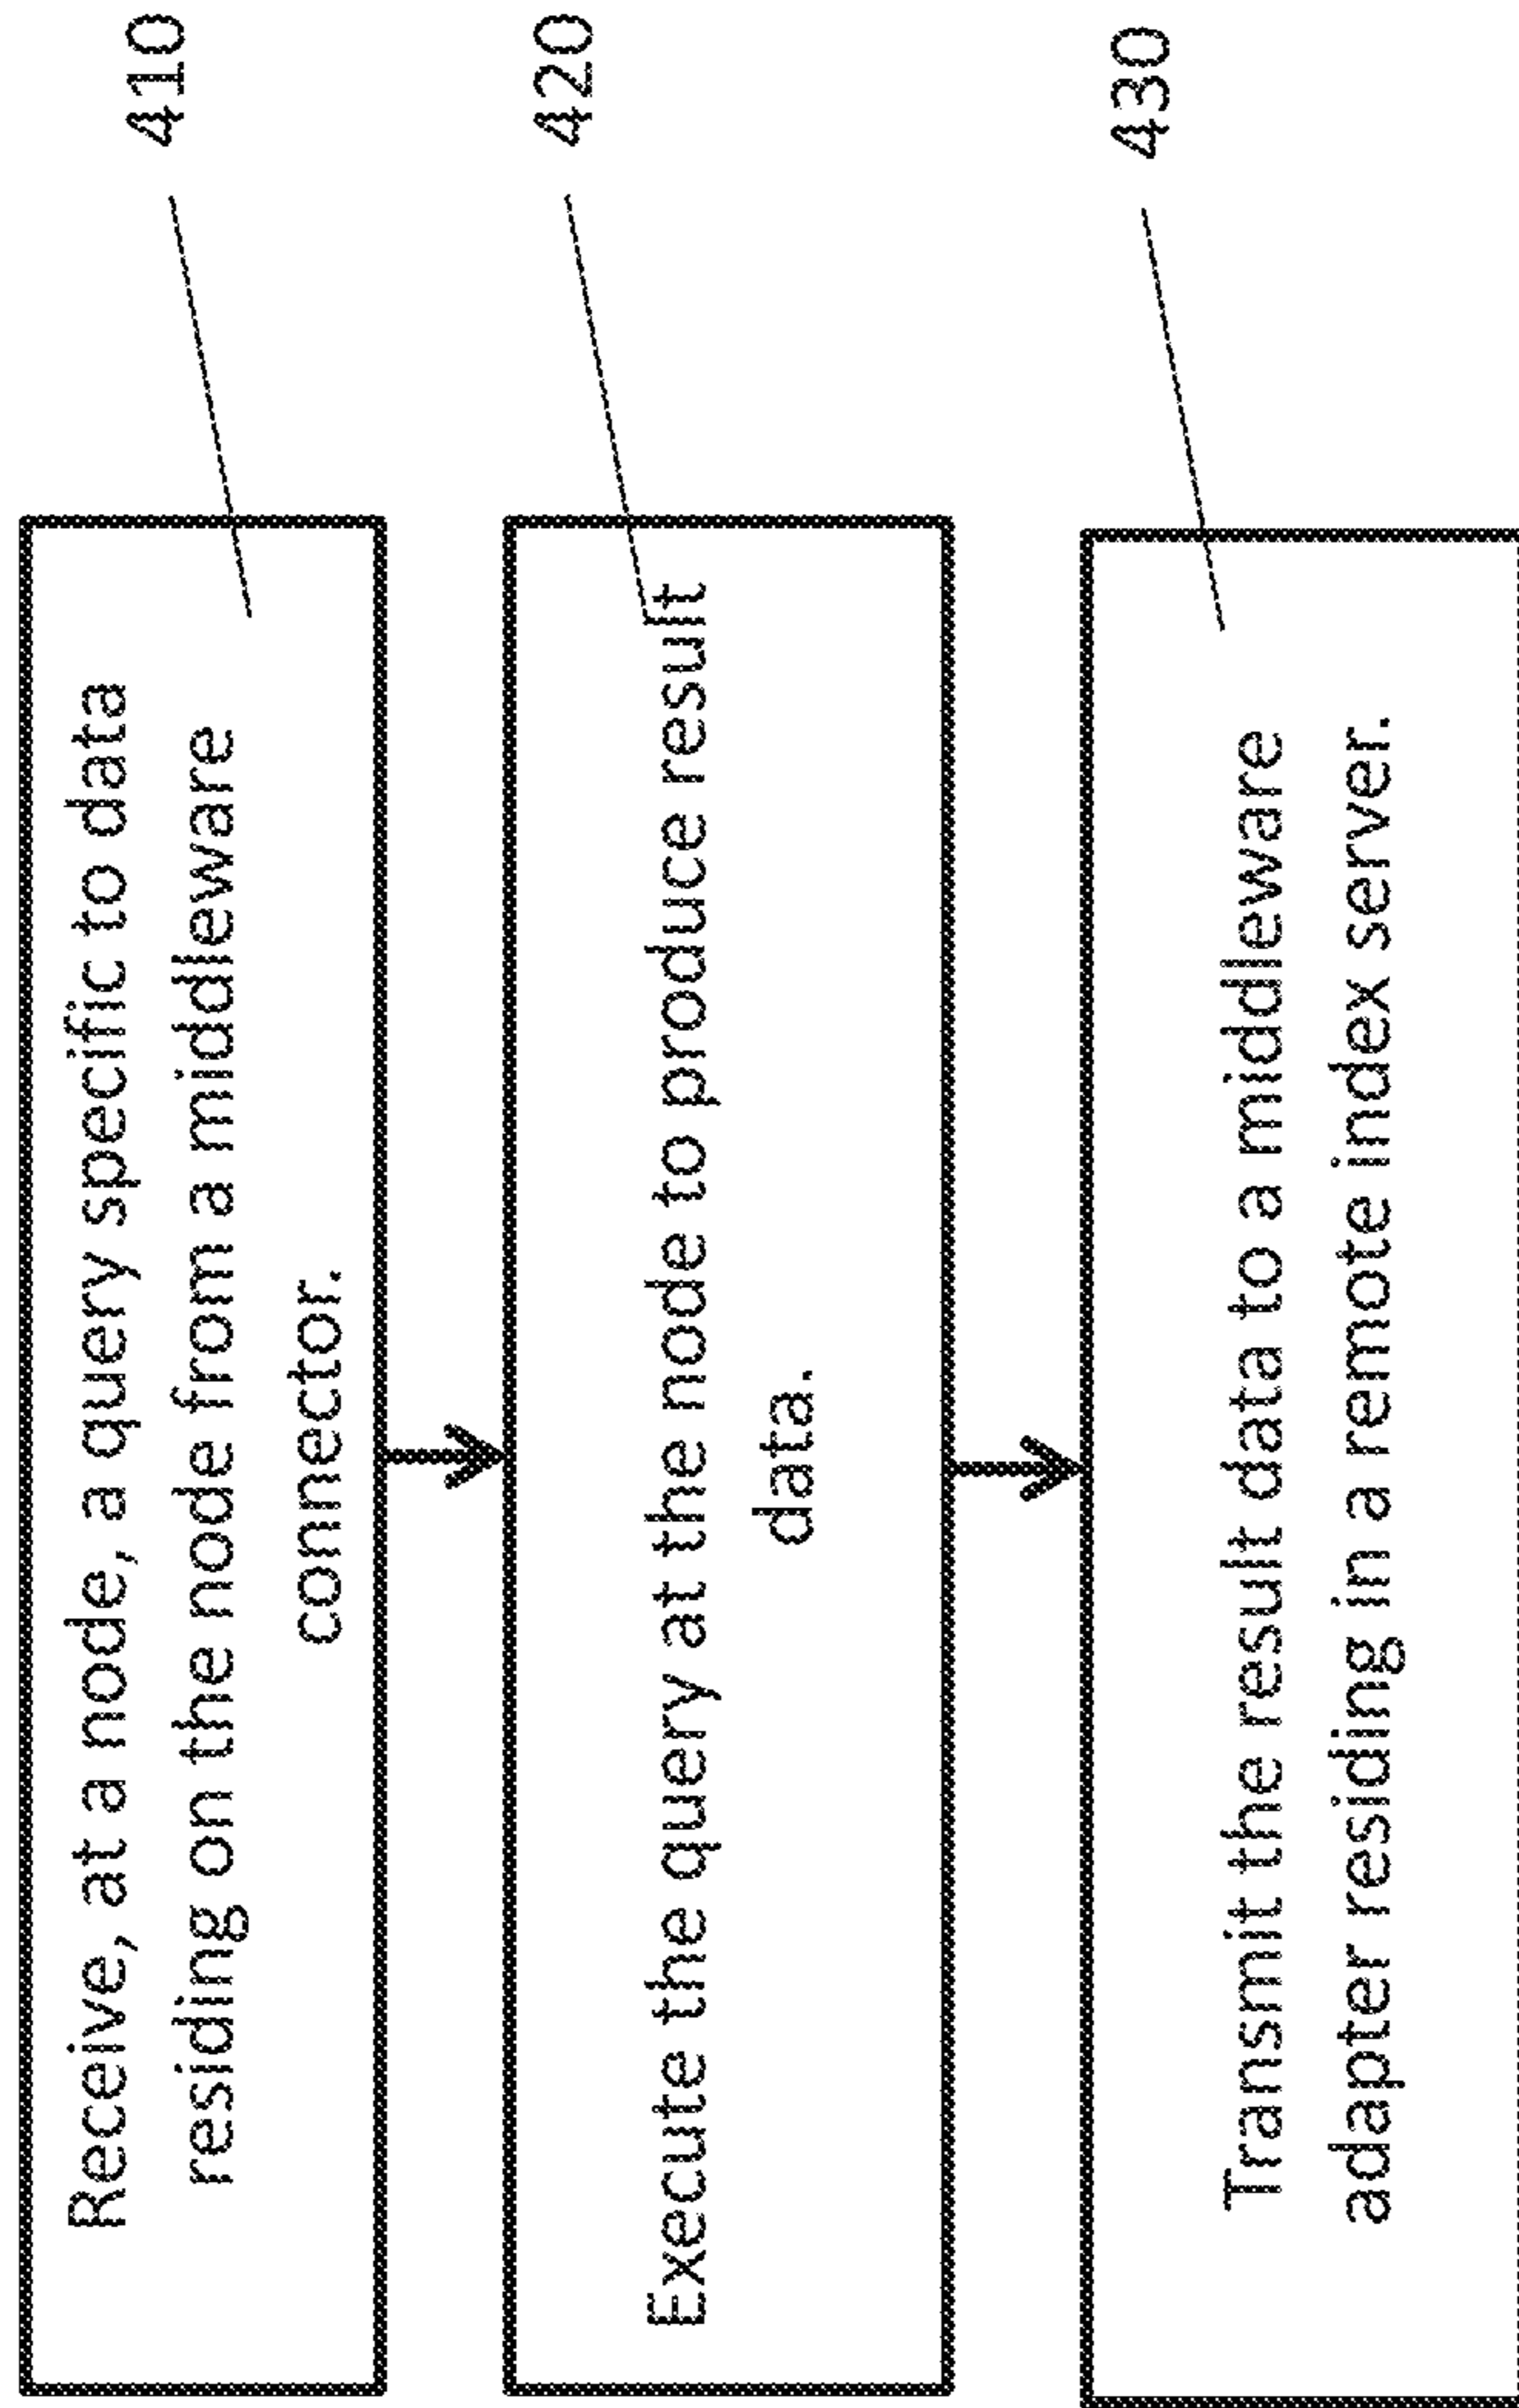 Receive, at a node, a query specific to data
residing on the node from a middleware
connector.
410
Execute the query at the node to produce result
data.
420
Transmit the result data to a middleware
adapter residing in a remote index server.
430